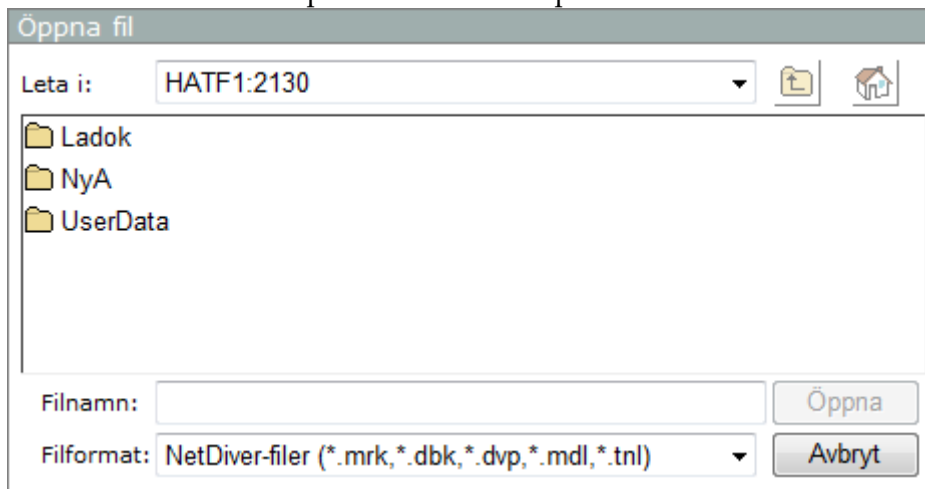 Öppna fil
Leta i: HATF1:2130
Ladok
NyA
UserData
Filnamn: Öppna
Filformat: NetDiver-filer (*.mrk,*.dbk,*.dvp,*.mdl,*.tnl) Avbryt